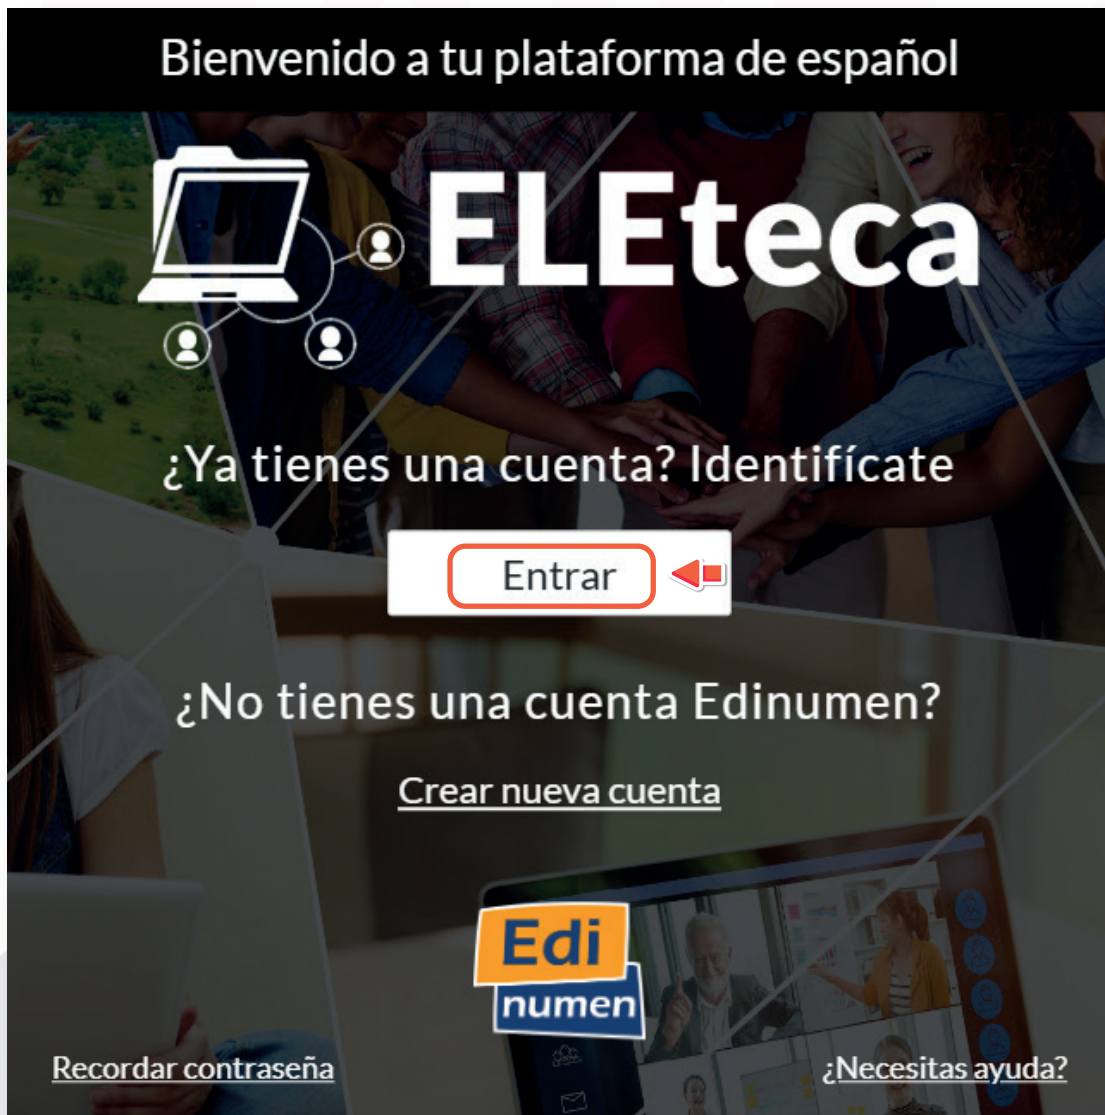 Bienvenido a tu plataforma de español
ELEteca
¿Ya tienes una cuenta? Identifícate
Entrar
¿No tienes una cuenta Edinumen?
Crear nueva cuenta
Edi
numen
Recordar contraseña
¿Necesitas ayuda?